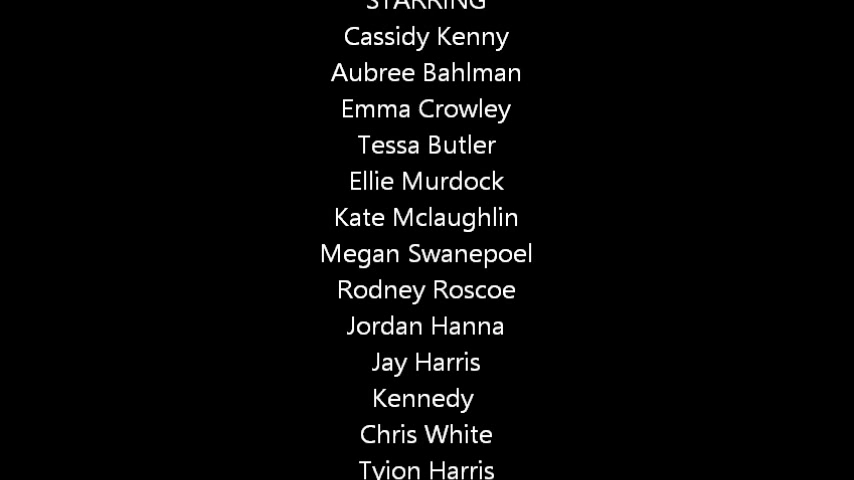 STARRING
Cassidy Kenny
Aubree Bahlman
Emma Crowley
Tessa Butler
Ellie Murdock
Kate Mclaughlin
Megan Swanepoel
Rodney Roscoe
Jordan Hanna
Jay Harris
Kennedy
Chris White
Tyion Harris